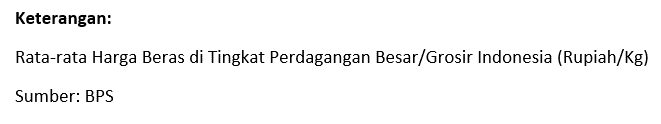 Keterangan:
Rata-rata Harga Beras di Tingkat Perdagangan Besar/Grosir Indonesia (Rupiah/Kg)
Sumber: BPS